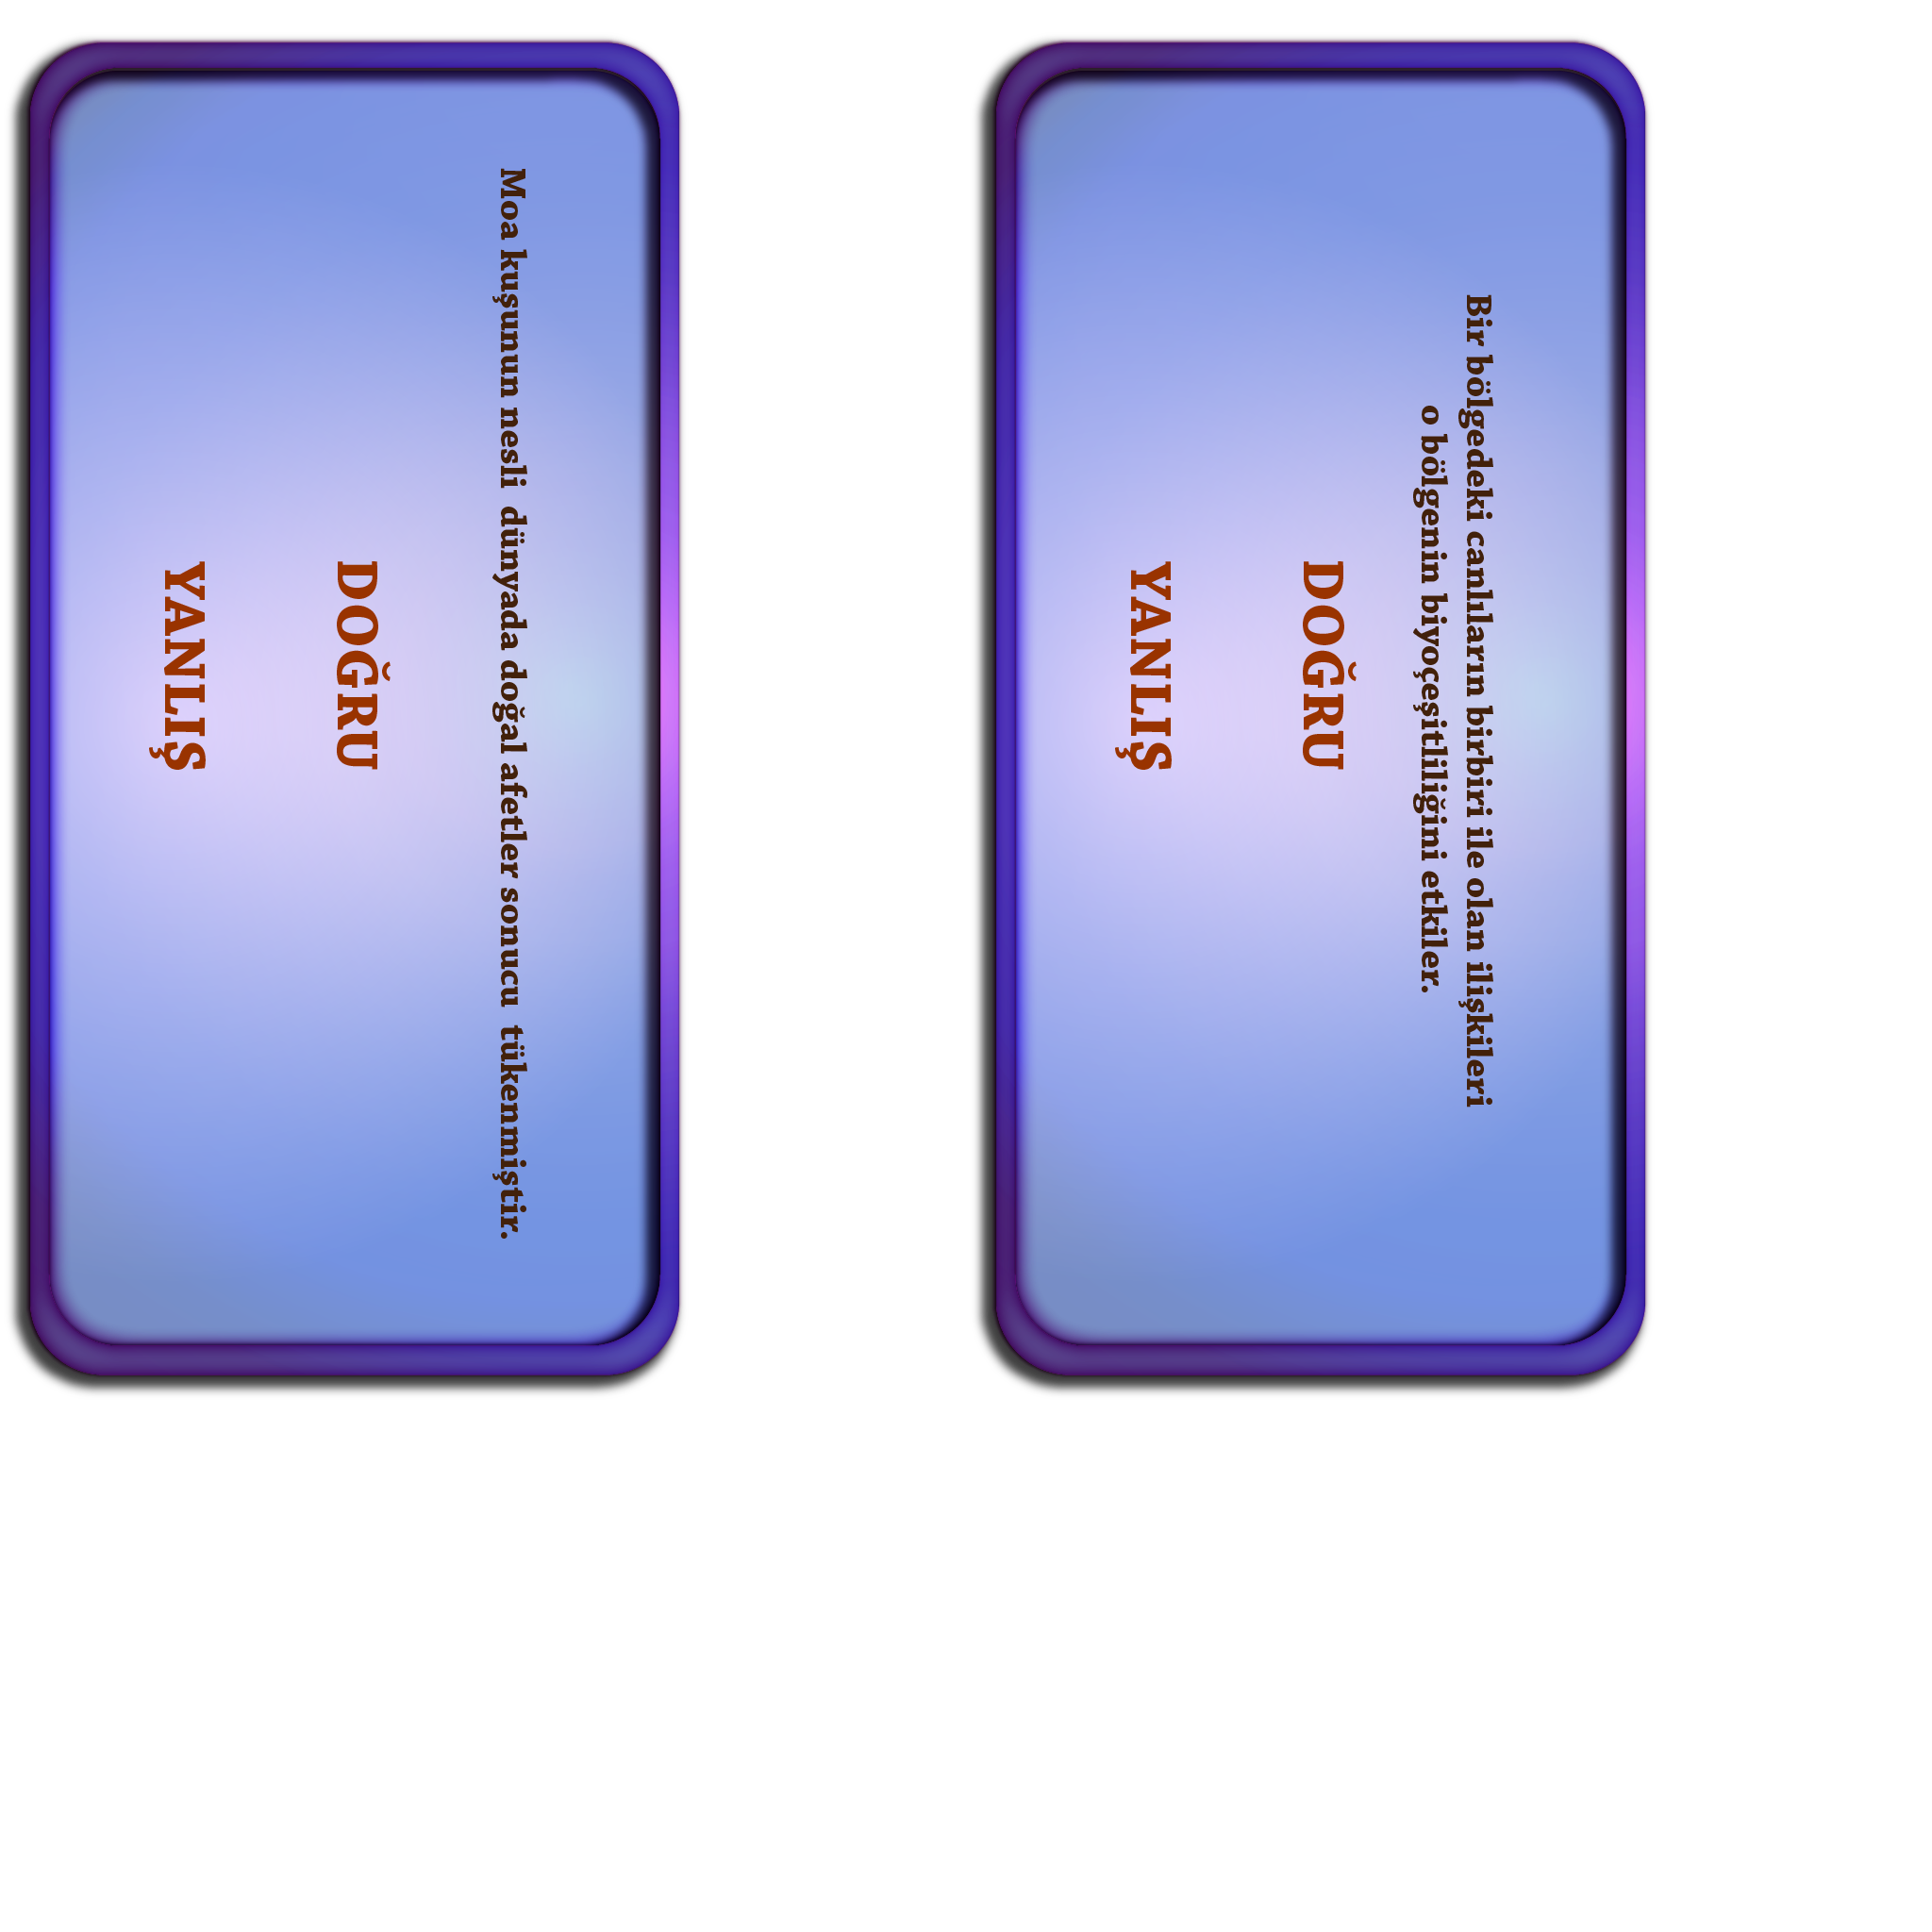 Moa kuşunun nesli dünyada doğal afetler sonucu tükenmiştir.
DOĞRU
YANLIŞ
Bir bölgedeki canlıların birbiri ile olan ilişkileri
o bölgenin biyoçeşitliliğini etkiler.
DOĞRU
YANLIŞ